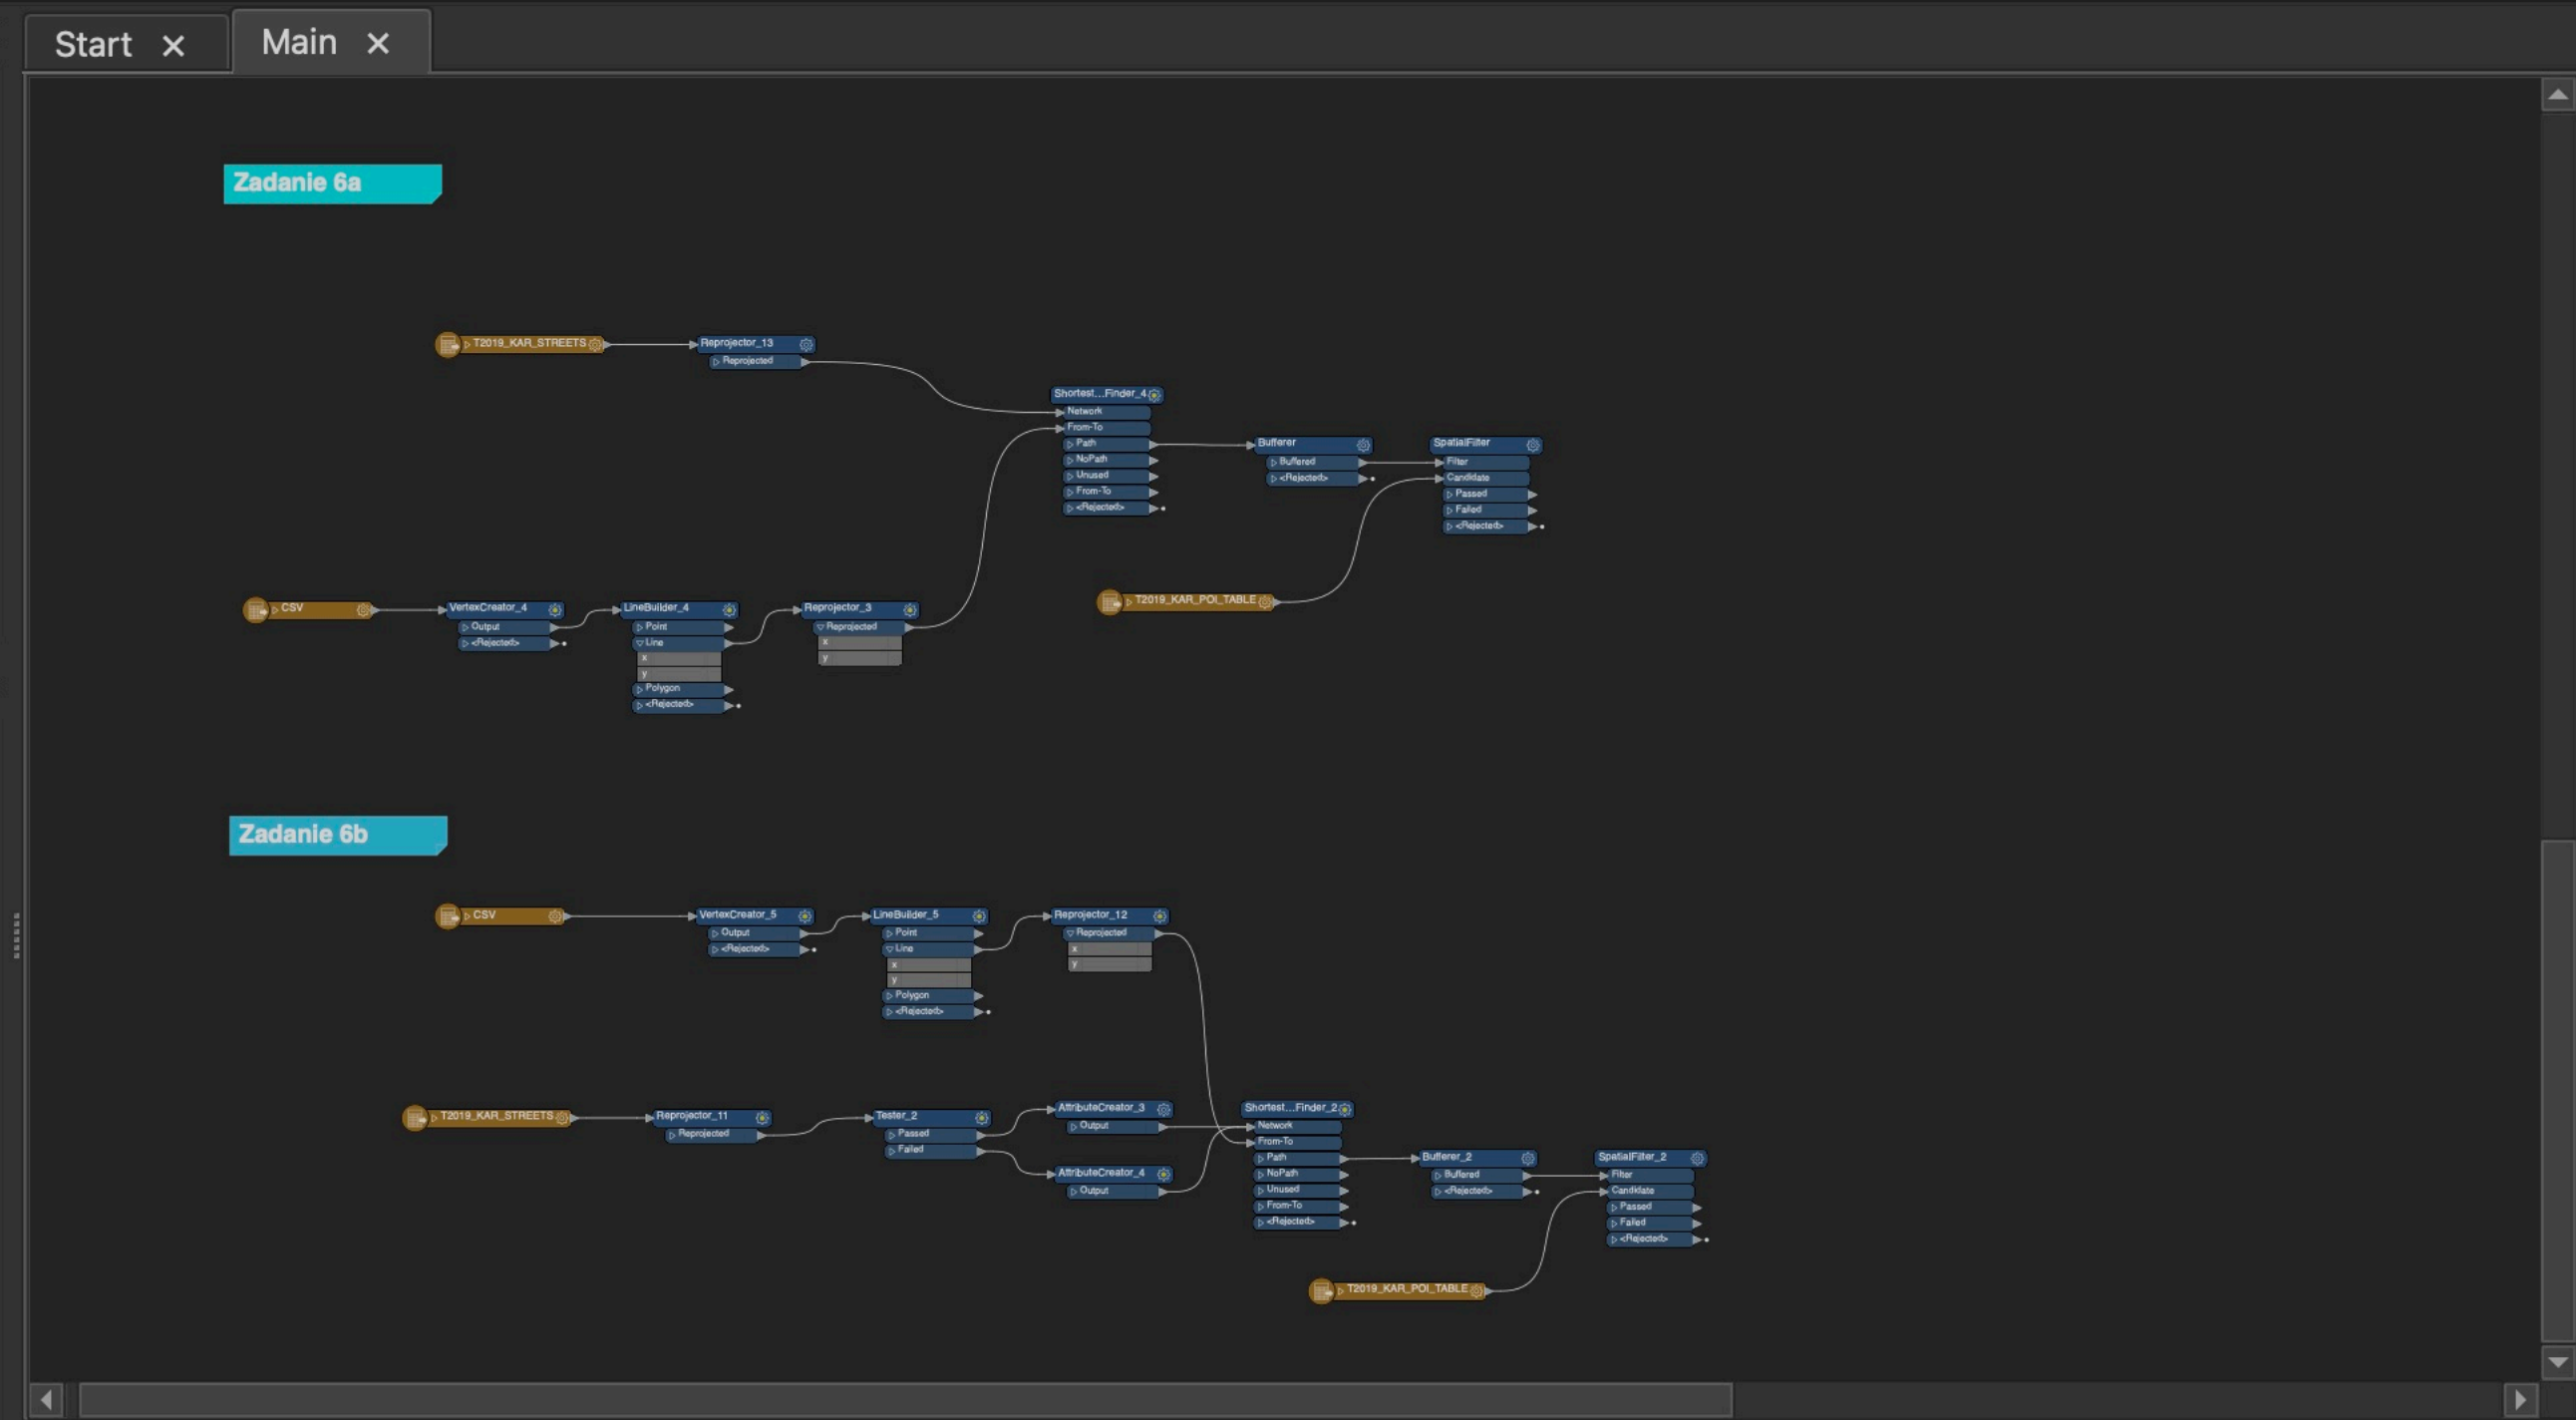 Start
Main
Zadanie 6a
T2019_KAR_STREETS
Reprojector_13
Reprojected
Shortest...Finder_4
Network
From-To
Path
NoPath
Unused
From-To
<Rejected>
Bufferer
Buffered
<Rejected>
SpatialFilter
Filter
Candidate
Passed
Failed
<Rejected>
CSV
VertexCreator_4
Output
<Rejected>
LineBuilder_4
Point
Line
x
y
Polygon
<Rejected>
Reprojector_3
Reprojected
x
y
T2019_KAR_POI_TABLE
Zadanie 6b
CSV
VertexCreator_5
Output
<Rejected>
LineBuilder_5
Point
Line
x
y
Polygon
<Rejected>
Reprojector_12
Reprojected
x
y
T2019_KAR_STREETS
Reprojector_11
Reprojected
Tester_2
Passed
Failed
AttributeCreator_3
Output
AttributeCreator_4
Output
Shortest...Finder_2
Network
From-To
Path
NoPath
Unused
From-To
<Rejected>
Bufferer_2
Buffered
<Rejected>
SpatialFilter_2
Filter
Candidate
Passed
Failed
<Rejected>
T2019_KAR_POI_TABLE